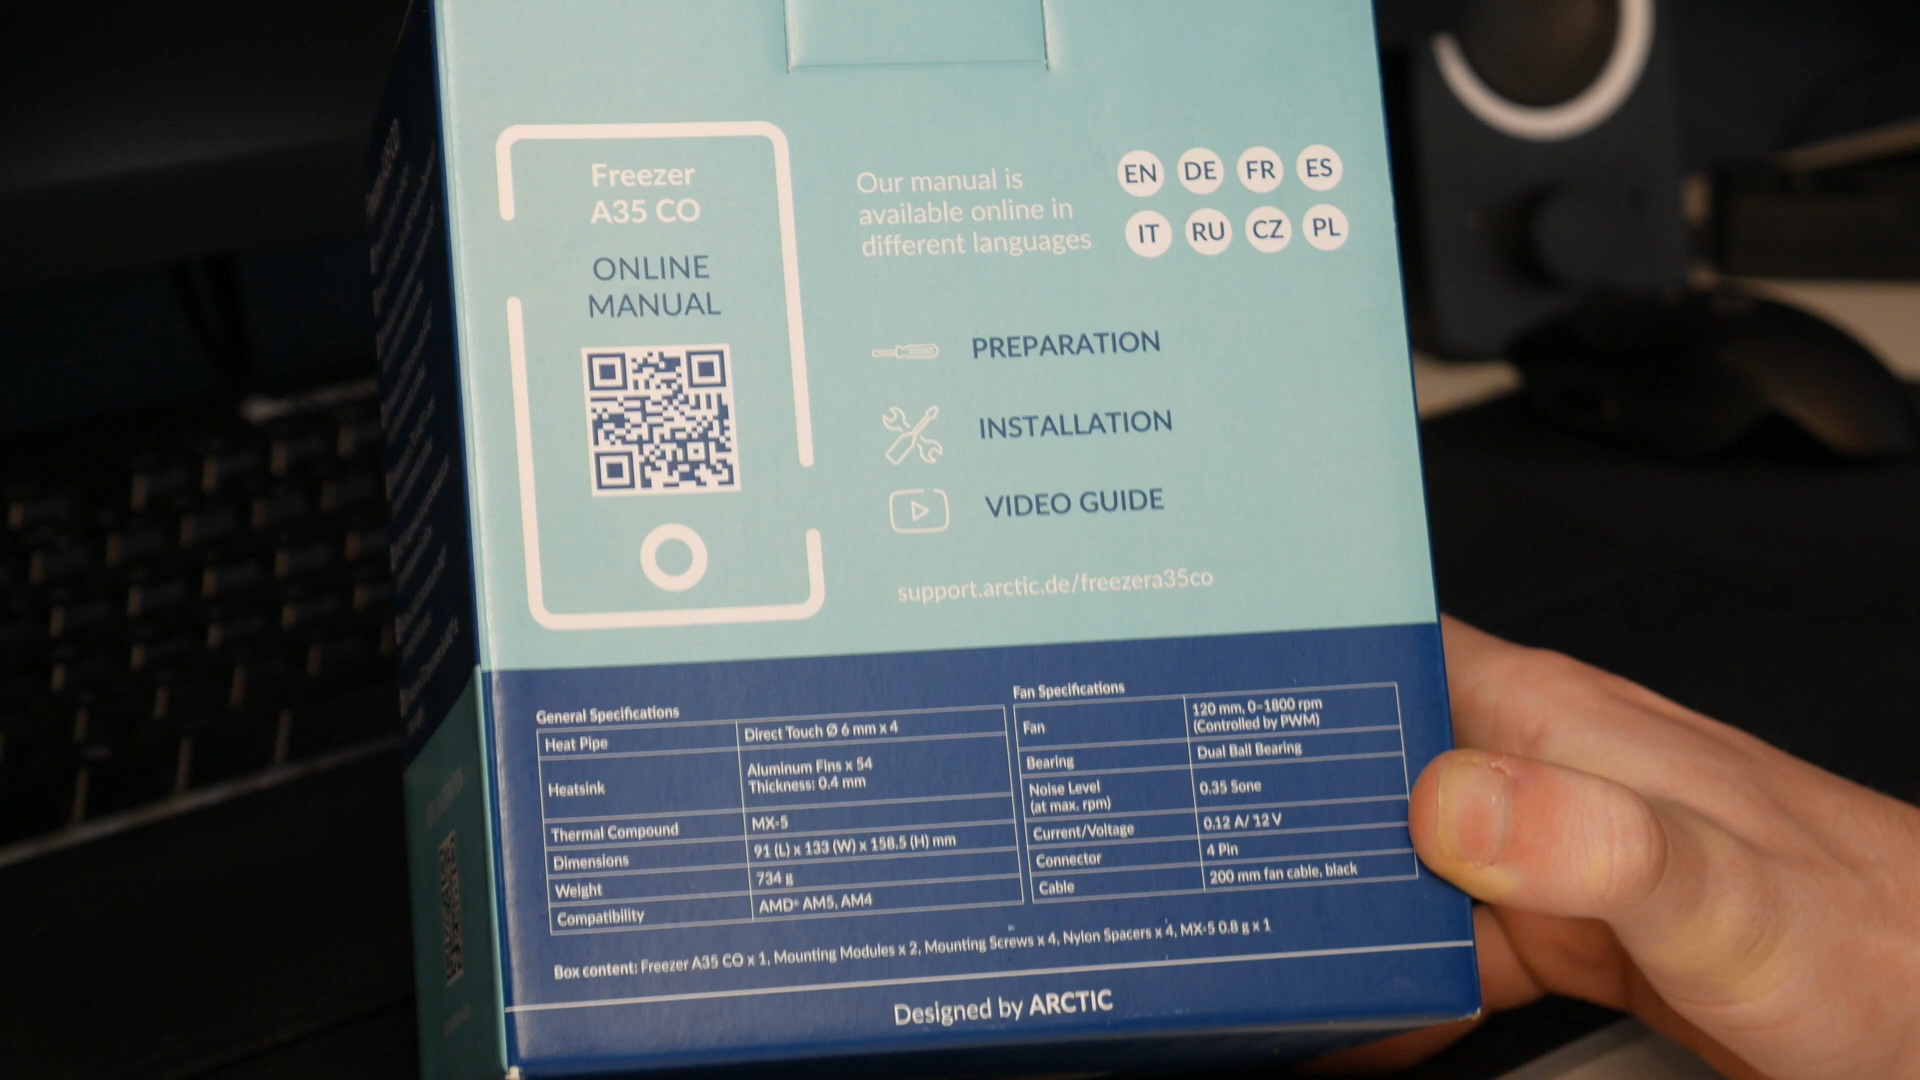 Freezer
A35 CO
ONLINE
MANUAL
Our manual is
available online in
different languages
EN DE FR ES
IT RU CZ PL
PREPARATION
INSTALLATION
VIDEO GUIDE
support.arctic.de/freezera35co
General Specifications
Heat Pipe Direct Touch Ø 6 mm x 4
Heatsink Aluminum Fins x 54
Thickness: 0.4 mm
Thermal Compound MX-5
Dimensions 91 (L) x 133 (W) x 158.5 (H) mm
Weight 734 g
Compatibility AMD® AM5, AM4
Fan Specifications
Fan 120 mm, 0-1800 rpm
(Controlled by PWM)
Bearing Dual Ball Bearing
Noise Level
(at max. rpm) 0.35 Sone
Current/Voltage 0.12 A/ 12 V
Connector 4 Pin
Cable 200 mm fan cable, black
Box content: Freezer A35 CO x 1, Mounting Modules x 2, Mounting Screws x 4, Nylon Spacers x 4, MX-5 0.8 g x 1
Designed by ARCTIC